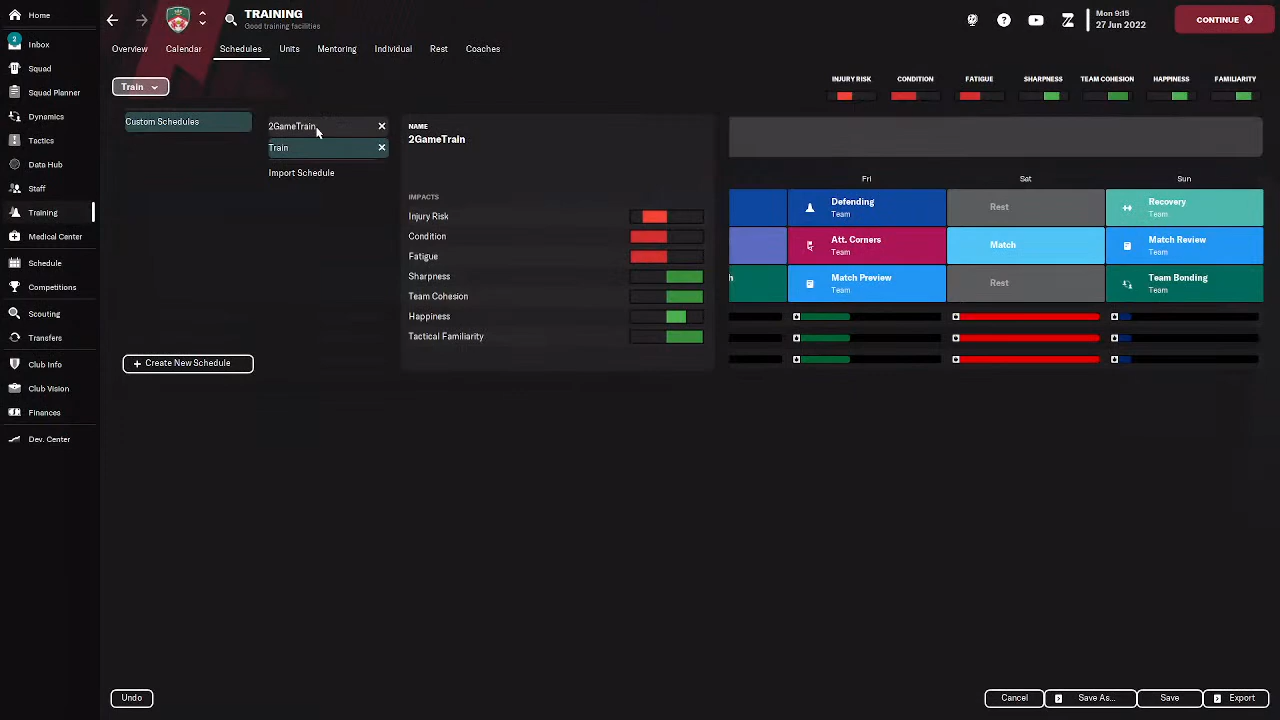 Home
TRAINING
Good training facilities
Mon 9:15
27 Jun 2022
CONTINUE
2
Inbox
Overview
Calendar
Schedules
Units
Mentoring
Individual
Rest
Coaches
Squad
Squad Planner
Train
INJURY RISK
CONDITION
FATIGUE
SHARPNESS
TEAM COHESION
HAPPINESS
FAMILIARITY
Dynamics
Tactics
Data Hub
Staff
Training
Medical Center
Schedule
Competitions
Scouting
Transfers
Club Info
Club Vision
Finances
Dev. Center
Custom Schedules
2GameTrain
Train
Import Schedule
Create New Schedule
NAME
2GameTrain
IMPACTS
Injury Risk
Condition
Fatigue
Sharpness
Team Cohesion
Happiness
Tactical Familiarity
Fri
Sat
Sun
Defending
Team
Rest
Recovery
Team
Att. Corners
Team
Match
Match Review
Team
h
Match Preview
Team
Rest
Team Bonding
Team
Undo
Cancel
Save As...
Save
Export